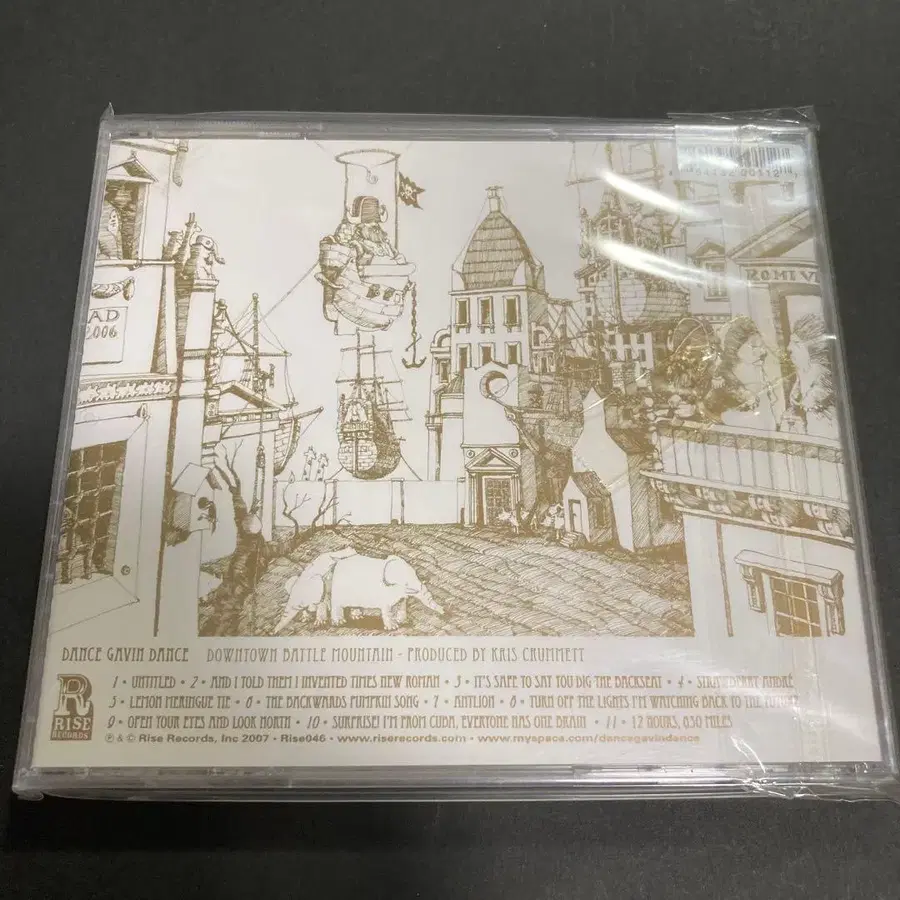 AD
2006
DANCE GAVIN DANCE DOWNTOWN BATTLE MOUNTAIN - PRODUCED BY KRIS CRUMMETT
1 • UNTITLED • 2 • AND I TOLD THEM I INVENTED TIMES NEW ROMAN • 3 • IT'S SAFE TO SAY YOU DIG THE BACKSEAT • 4 • STRAWBERRY ANDRÉ
5 • LEMON MERINGUE TIE • 6 • THE BACKWARDS PUMPKIN SONG • 7 • ANTLION • 8 • TURN OFF THE LIGHTS I'M WATCHING BACK TO THE FUTURE
9 • OPEN YOUR EYES AND LOOK NORTH • 10 • SURPRISE! I'M FROM CUBA, EVERYONE HAS ONE BRAIN • 11 • 12 HOURS, 630 MILES
R RISE RECORDS
℗ & © Rise Records, Inc 2007 • Rise046 • www.riserecords.com • www.myspace.com/dancegavindance